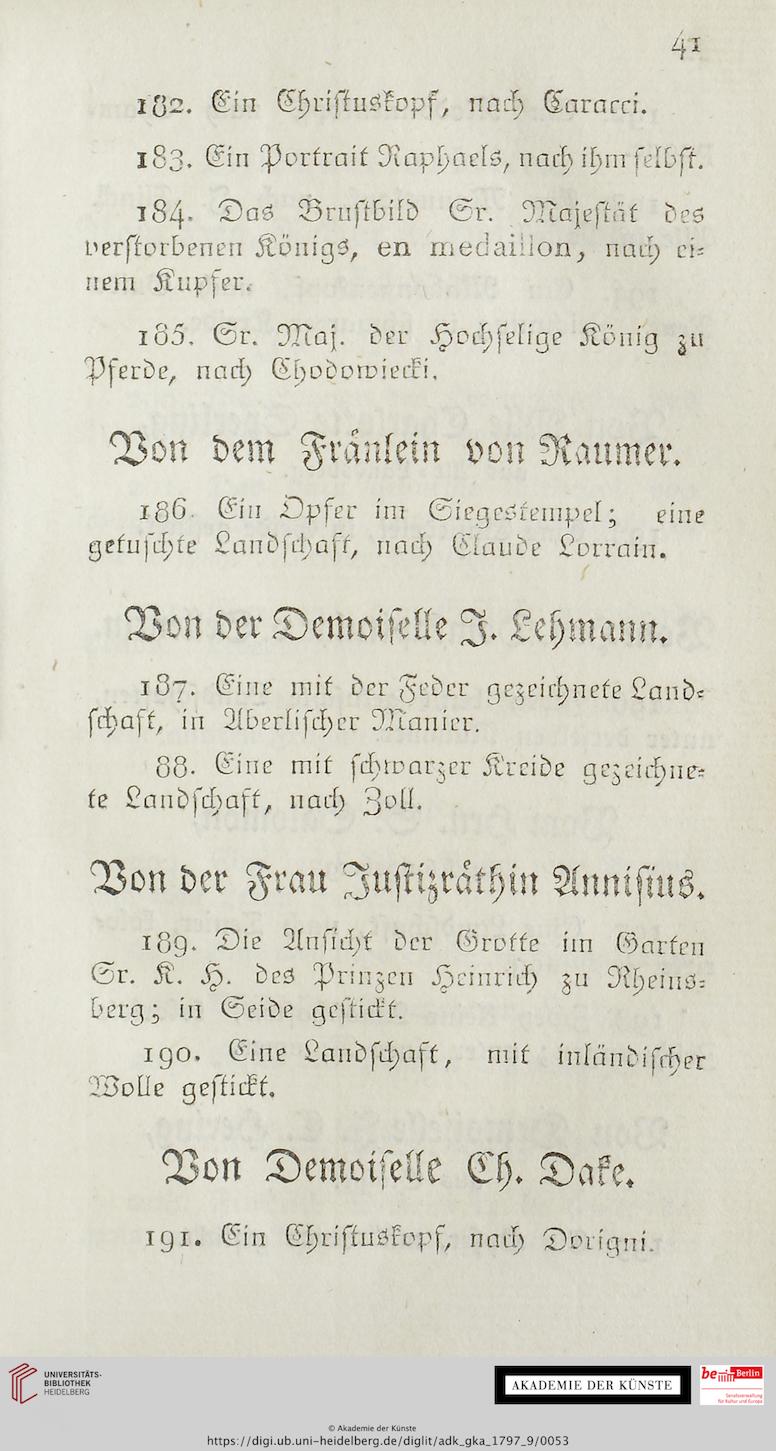 41
182. Ein Christuskopf, nach Caracci.
183. Ein Portrait Raphaels, nach ihm selbst.
184. Das Brustbild Sr. Majestät des
verstorbenen Königs, en medaillon, nach ei-
nem Kupfer.
185. Sr. Maj. der Hochselige König zu
Pferde, nach Chodowiecki.
Von dem Fräulein von Raumer.
186. Ein Opfer im Siegestempel; eine
getuschte Landschaft, nach Claude Lorrain.
Von der Demoiselle J. Lehmann.
187. Eine mit der Feder gezeichnete Land-
schaft, in Aberlischer Manier.
88. Eine mit schwarzer Kreide gezeichne-
te Landschaft, nach Zoll.
Von der Frau Justizräthin Annisius.
189. Die Ansicht der Grotte im Garten
Sr. K. H. des Prinzen Heinrich zu Rheins-
berg; in Seide gestickt.
190. Eine Landschaft, mit inländischer
Wolle gestickt.
Von Demoiselle Ch. Dake.
191. Ein Christuskopf, nach Dorigni.
UNIVERSITÄTS-
BIBLIOTHEK
HEIDELBERG
AKADEMIE DER KÜNSTE
be Berlin
Senatsverwaltung
für Kultur und Europa
© Akademie der Künste
https://digi.ub.uni-heidelberg.de/diglit/adk_gka_1797_9/0053